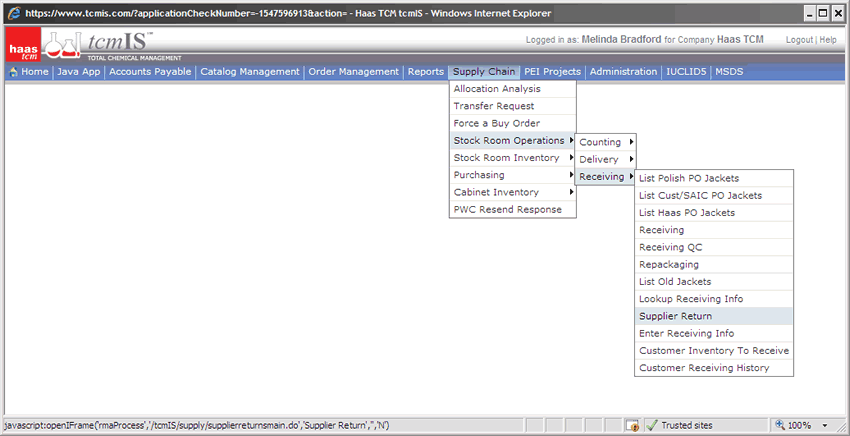 https://www.tcmis.com/?applicationCheckNumber=-1547596913&action= - Haas TCM tcmIS - Windows Internet Explorer
haas
tcm
tcmIS™
TOTAL CHEMICAL MANAGEMENT
Logged in as: Melinda Bradford for Company Haas TCM
Logout | Help
Home | Java App | Accounts Payable | Catalog Management | Order Management | Reports | Supply Chain | PEI Projects | Administration | IUCLID5 | MSDS
Allocation Analysis
Transfer Request
Force a Buy Order
Stock Room Operations
Stock Room Inventory
Purchasing
Cabinet Inventory
PWC Resend Response
Counting
Delivery
Receiving
List Polish PO Jackets
List Cust/SAIC PO Jackets
List Haas PO Jackets
Receiving
Receiving QC
Repackaging
List Old Jackets
Lookup Receiving Info
Supplier Return
Enter Receiving Info
Customer Inventory To Receive
Customer Receiving History
javascript:openIFrame('rmaProcess','/tcmIS/supply/supplierreturnsmain.do','Supplier Return','','N')
Trusted sites
100%